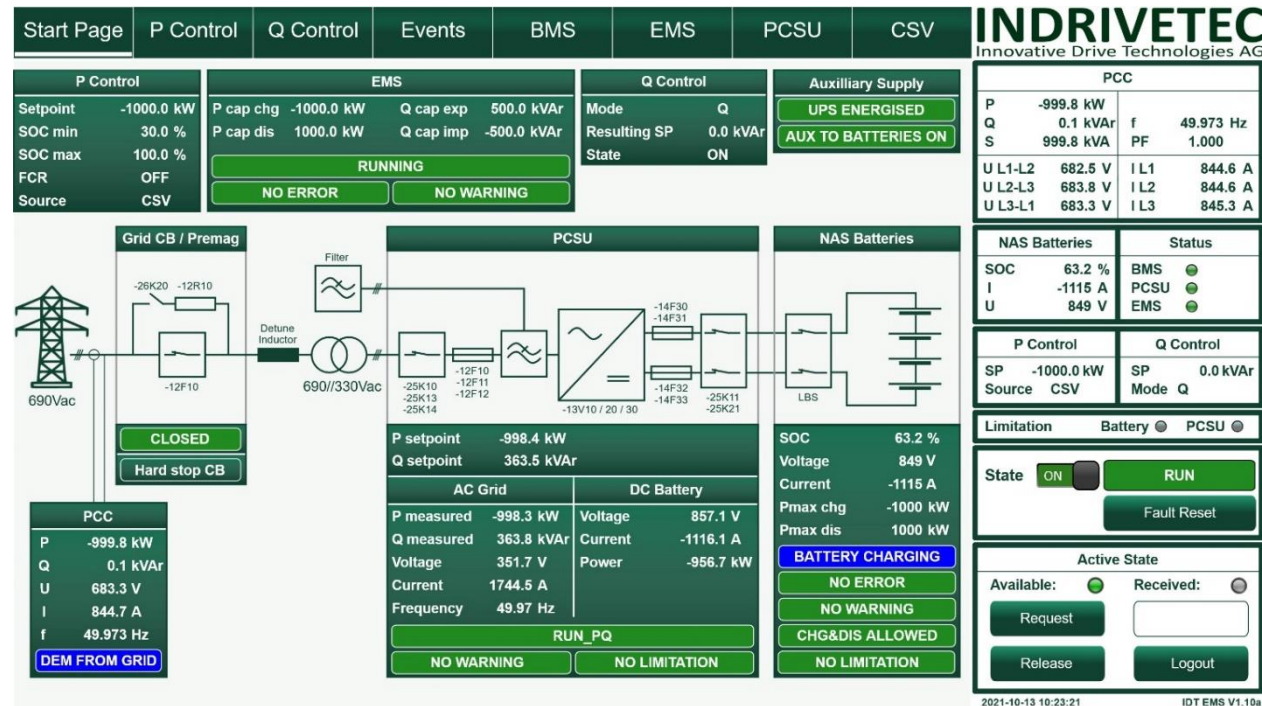 Start Page P Control Q Control Events BMS EMS PCSU CSV
INDRIVETEC
Innovative Drive Technologies AG
P Control
Setpoint -1000.0 kW
SOC min 30.0 %
SOC max 100.0 %
FCR OFF
Source CSV
EMS
P cap chg -1000.0 kW Q cap exp 500.0 kVAr
P cap dis 1000.0 kW Q cap imp -500.0 kVAr
RUNNING
NO ERROR NO WARNING
Q Control
Mode Q
Resulting SP 0.0 kVAr
State ON
Auxilliary Supply
UPS ENERGISED
AUX TO BATTERIES ON
PCC
P -999.8 kW
Q 0.1 kVAr f 49.973 Hz
S 999.8 kVA PF 1.000
U L1-L2 682.5 V I L1 844.6 A
U L2-L3 683.8 V I L2 844.6 A
U L3-L1 683.3 V I L3 845.3 A
Grid CB / Premag
-26K20 -12R10
-12F10
CLOSED
Hard stop CB
690Vac
Filter
Detune
Inductor
690//330Vac
PCSU
-25K10
-25K13
-25K14
-12F10
-12F11
-12F12
-13V10 / 20 / 30
-14F30
-14F31
-14F32
-14F33
-25K11
-25K21
P setpoint -998.4 kW
Q setpoint 363.5 kVAr
AC Grid DC Battery
P measured -998.3 kW Voltage 857.1 V
Q measured 363.8 kVAr Current -1116.1 A
Voltage 351.7 V Power -956.7 kW
Current 1744.5 A
Frequency 49.97 Hz
RUN_PQ
NO WARNING NO LIMITATION
NAS Batteries
LBS
SOC 63.2 %
Voltage 849 V
Current -1115 A
Pmax chg -1000 kW
Pmax dis 1000 kW
BATTERY CHARGING
NO ERROR
NO WARNING
CHG&DIS ALLOWED
NO LIMITATION
PCC
P -999.8 kW
Q 0.1 kVAr
U 683.3 V
I 844.7 A
f 49.973 Hz
DEM FROM GRID
NAS Batteries Status
SOC 63.2 % BMS
I -1115 A PCSU
U 849 V EMS
P Control Q Control
SP -1000.0 kW SP 0.0 kVAr
Source CSV Mode Q
Limitation Battery PCSU
State ON RUN
Fault Reset
Active State
Available: Received:
Request
Release Logout
2021-10-13 10:23:21 IDT EMS V1.10a